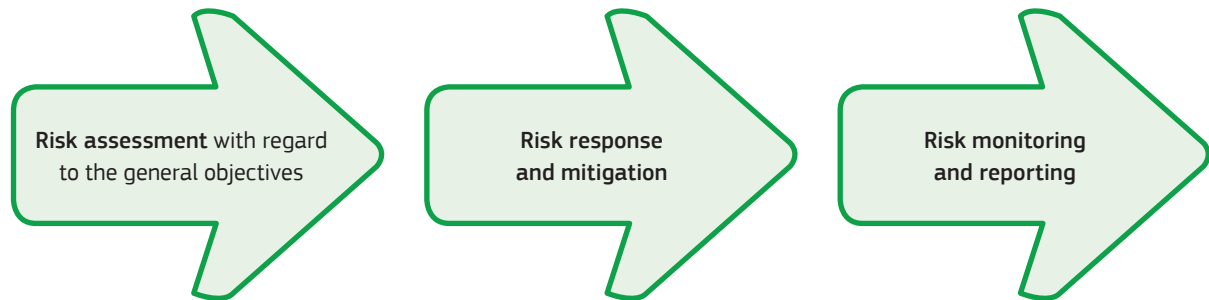 Risk assessment with regard
to the general objectives
Risk response
and mitigation
Risk monitoring
and reporting